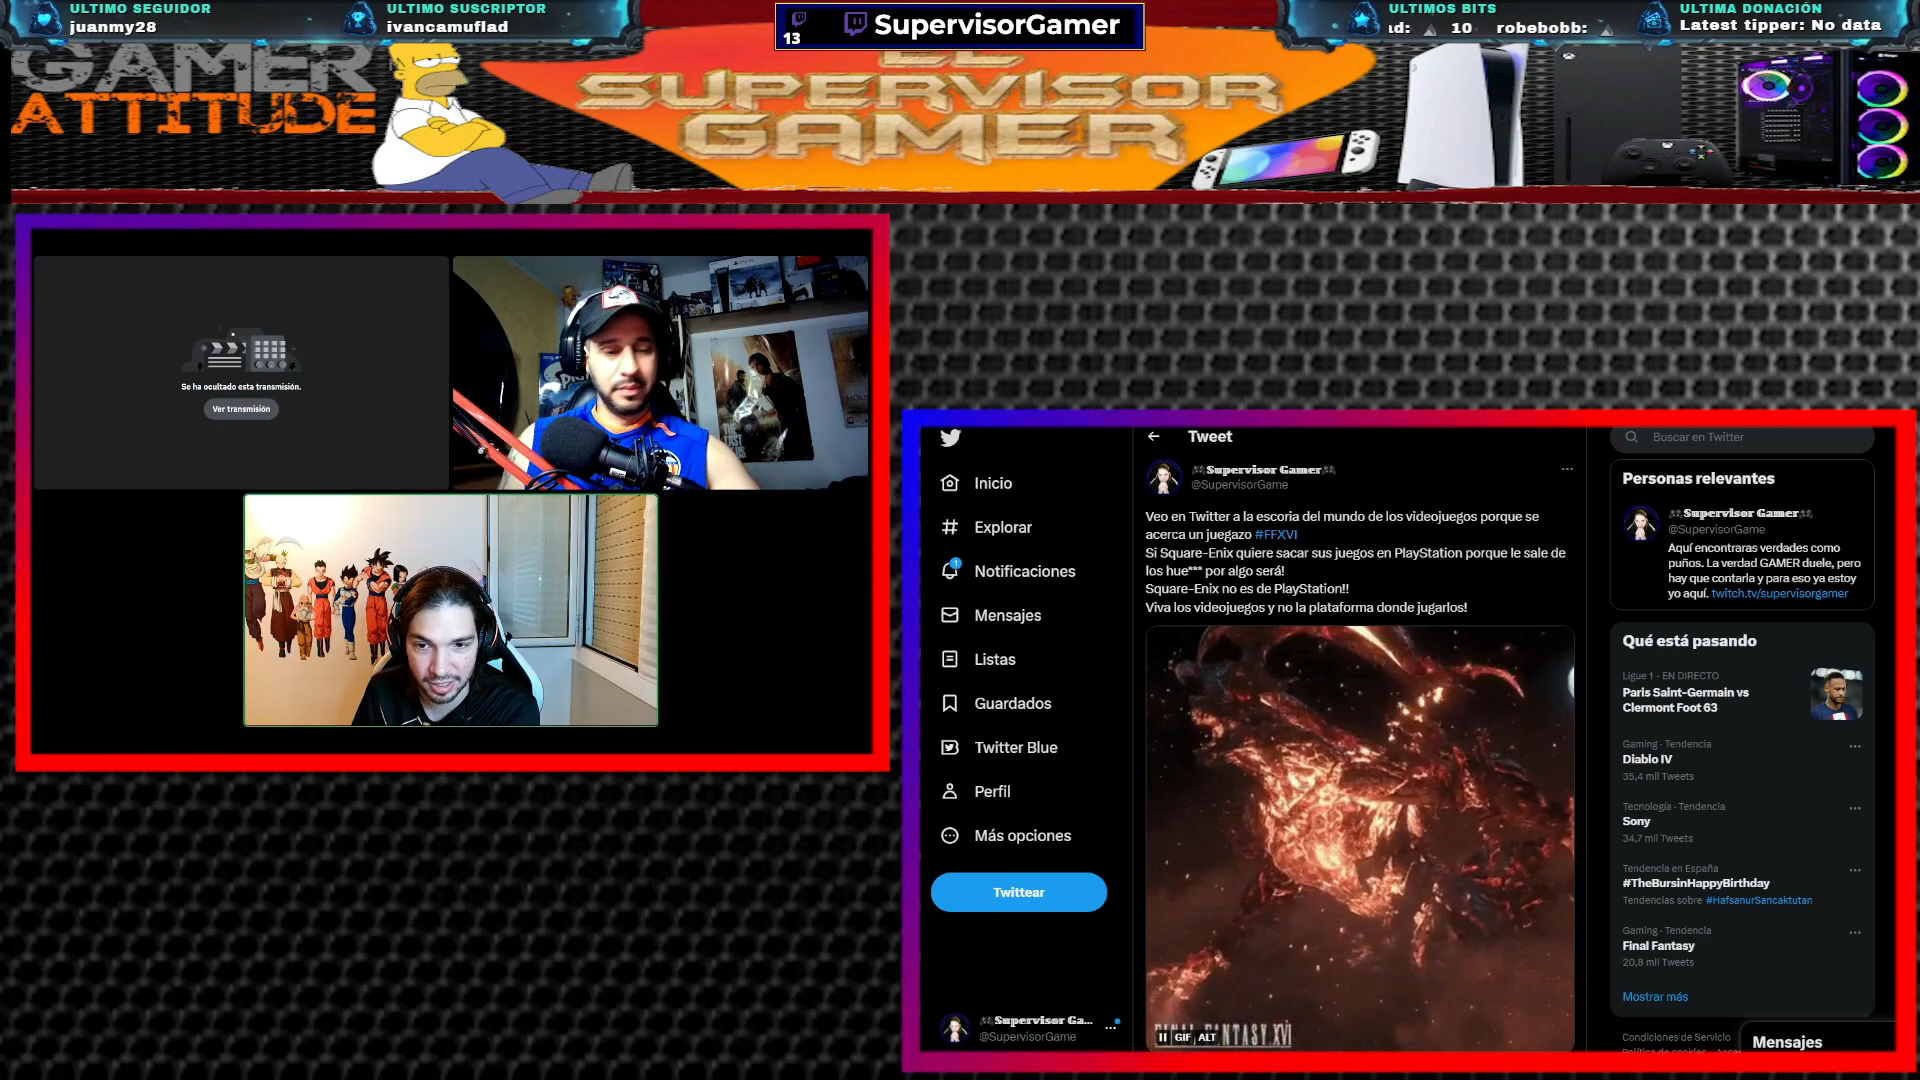 ULTIMO SEGUIDOR
juanmy28
ULTIMO SUSCRIPTOR
ivancamuflad
13
SupervisorGamer
ULTIMOS BITS
10 robebobb:
ULTIMA DONACIÓN
Latest tipper: No data
GAMER
ATTITUDE
EL
SUPERVISOR
GAMER
Se ha ocultado esta transmisión.
Ver transmisión
Inicio
Explorar
1
Notificaciones
Mensajes
Listas
Guardados
Twitter Blue
Perfil
Más opciones
Twittear
Supervisor Ga...
@SupervisorGame
Tweet
Supervisor Gamer
@SupervisorGame
Veo en Twitter a la escoria del mundo de los videojuegos porque se
acerca un juegazo #FFXVI
Si Square-Enix quiere sacar sus juegos en PlayStation porque le sale de
los hue*** por algo será!
Square-Enix no es de PlayStation!!
Viva los videojuegos y no la plataforma donde jugarlos!
GIF ALT
FINAL FANTASY XVI
Buscar en Twitter
Personas relevantes
Supervisor Gamer
@SupervisorGame
Aquí encontraras verdades como
puños. La verdad GAMER duele, pero
hay que contarla y para eso ya estoy
yo aquí. twitch.tv/supervisorgamer
Qué está pasando
Ligue 1 · EN DIRECTO
Paris Saint-Germain vs
Clermont Foot 63
Gaming · Tendencia
Diablo IV
35,4 mil Tweets
Tecnología · Tendencia
Sony
34,7 mil Tweets
Tendencia en España
#TheBursinHappyBirthday
Tendencias sobre #HafsanurSancaktutan
Gaming · Tendencia
Final Fantasy
20,8 mil Tweets
Mostrar más
Condiciones de Servicio
Mensajes